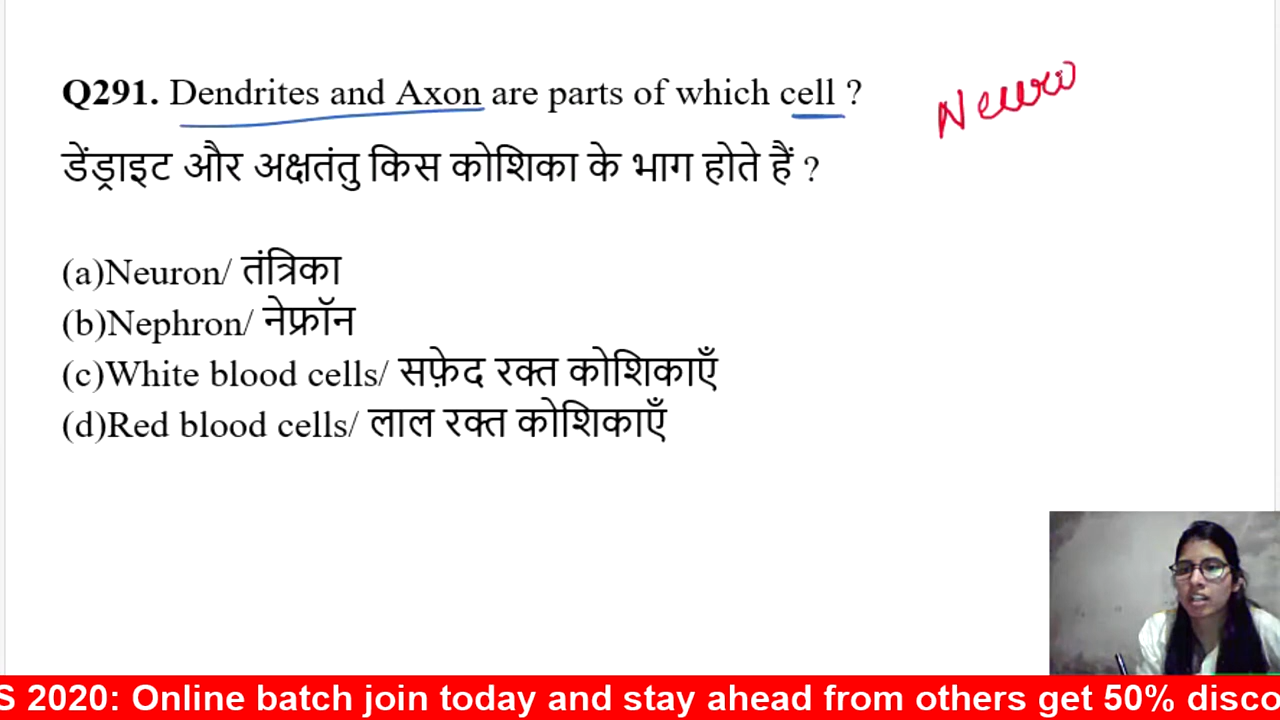 Q291. Dendrites and Axon are parts of which cell ?
Neuro
डेंड्राइट और अक्षतंतु किस कोशिका के भाग होते हैं ?
(a)Neuron/ तंत्रिका
(b)Nephron/ नेफ्रॉन
(c)White blood cells/ सफ़ेद रक्त कोशिकाएँ
(d)Red blood cells/ लाल रक्त कोशिकाएँ
S 2020: Online batch join today and stay ahead from others get 50% disco